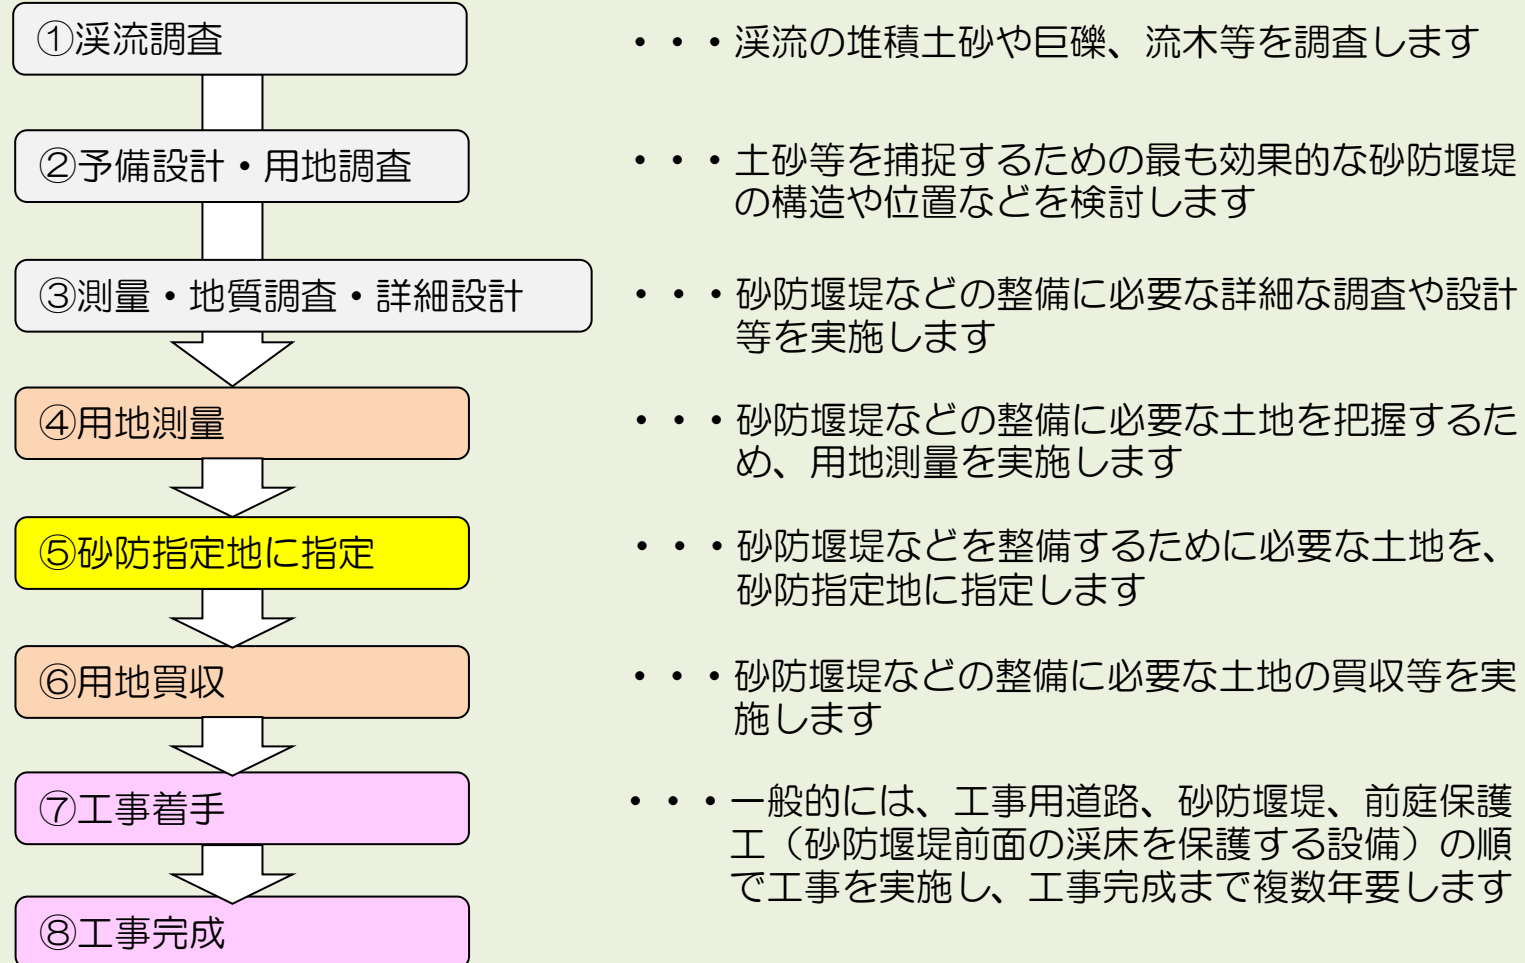 ①渓流調査
・・・渓流の堆積土砂や巨礫、流木等を調査します
②予備設計・用地調査
・・・土砂等を捕捉するための最も効果的な砂防堰堤
の構造や位置などを検討します
③測量・地質調査・詳細設計
・・・砂防堰堤などの整備に必要な詳細な調査や設計
等を実施します
④用地測量
・・・砂防堰堤などの整備に必要な土地を把握するた
め、用地測量を実施します
⑤砂防指定地に指定
・・・砂防堰堤などを整備するために必要な土地を、
砂防指定地に指定します
⑥用地買収
・・・砂防堰堤などの整備に必要な土地の買収等を実
施します
⑦工事着手
・・・一般的には、工事用道路、砂防堰堤、前庭保護
工（砂防堰堤前面の渓床を保護する設備）の順
で工事を実施し、工事完成まで複数年要します
⑧工事完成